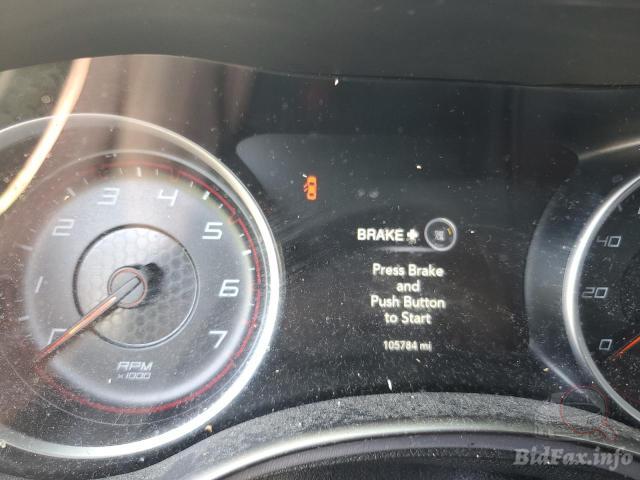 3 4
2 5
1 6
0 7
RPM
x1000
BRAKE +
Press Brake
and
Push Button
to Start
105784 mi
40
20
0
BidFax.info